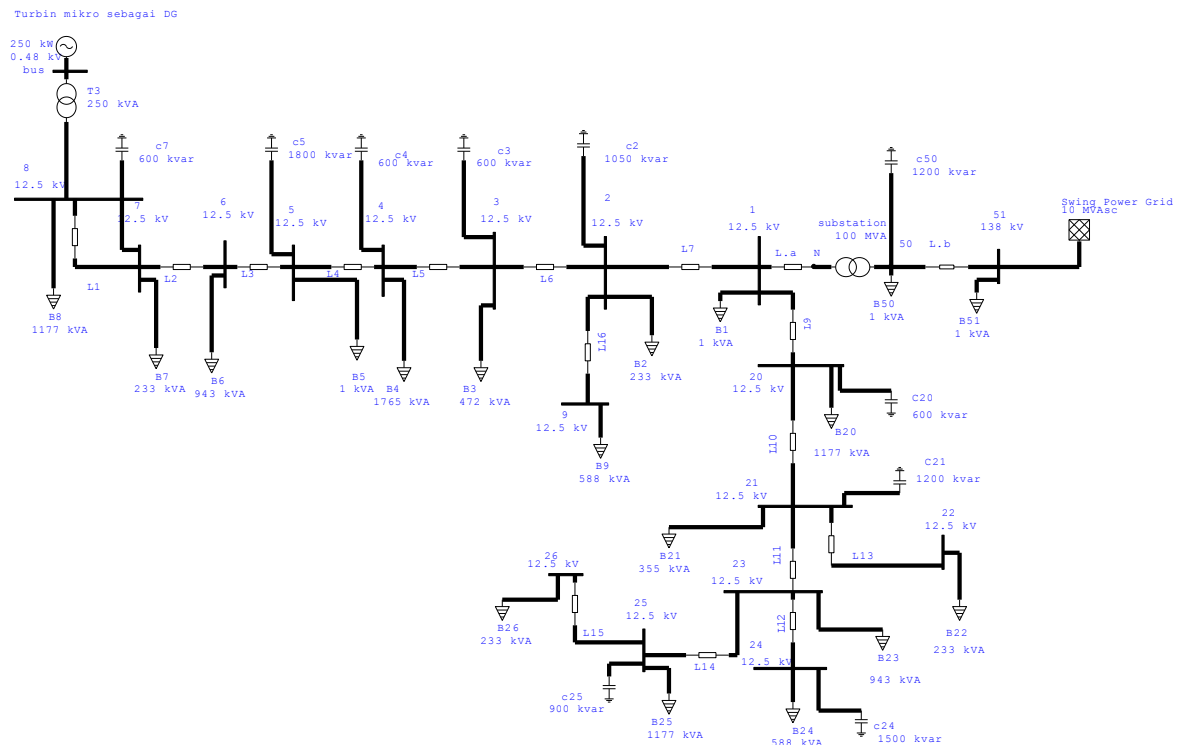 Turbin mikro sebagai DG
250 kW
0.48 kV
bus
T3
250 kVA
c7
600 kvar
c5
1800 kvar
c4
600 kvar
c3
600 kvar
c2
1050 kvar
c50
1200 kvar
8
12.5 kV
7
12.5 kV
6
12.5 kV
5
12.5 kV
4
12.5 kV
3
12.5 kV
2
12.5 kV
1
12.5 kV
substation
100 MVA
50
51
138 kV
Swing Power Grid
10 MVAsc
L1
L2
L3
L4
L5
L6
L7
L.a
N
L.b
B8
1177 kVA
B7
233 kVA
B6
943 kVA
B5
1 kVA
B4
1765 kVA
B3
472 kVA
L16
B2
233 kVA
B1
1 kVA
L9
B50
1 kVA
B51
1 kVA
9
12.5 kV
B9
588 kVA
20
12.5 kV
C20
600 kvar
B20
1177 kVA
L10
C21
1200 kvar
21
12.5 kV
22
12.5 kV
B21
355 kVA
L11
L13
B22
233 kVA
26
12.5 kV
23
12.5 kV
B26
233 kVA
L15
25
12.5 kV
L12
B23
943 kVA
L14
24
12.5 kV
c25
900 kvar
B25
1177 kVA
B24
588 kVA
c24
1500 kvar